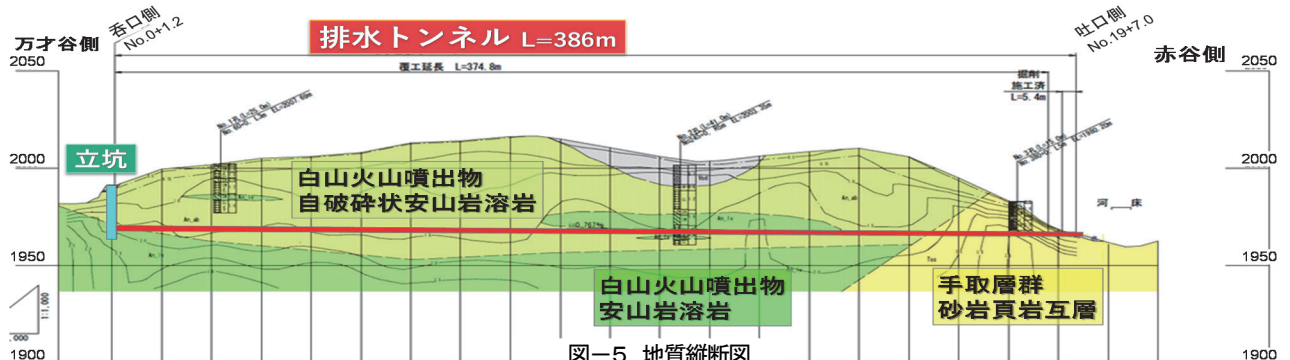 万才谷側
呑口側
No.0+1.2
排水トンネル L=386m
吐口側
No.19+7.0
赤谷側
覆工延長 L=374.8m
掘削
施工済
L=5.4m
2050
2050
2000
2000
1950
1950
1900
1900
立坑
白山火山噴出物
自破砕状安山岩溶岩
白山火山噴出物
安山岩溶岩
手取層群
砂岩頁岩互層
河床
1:1,000
図-5 地質縦断図